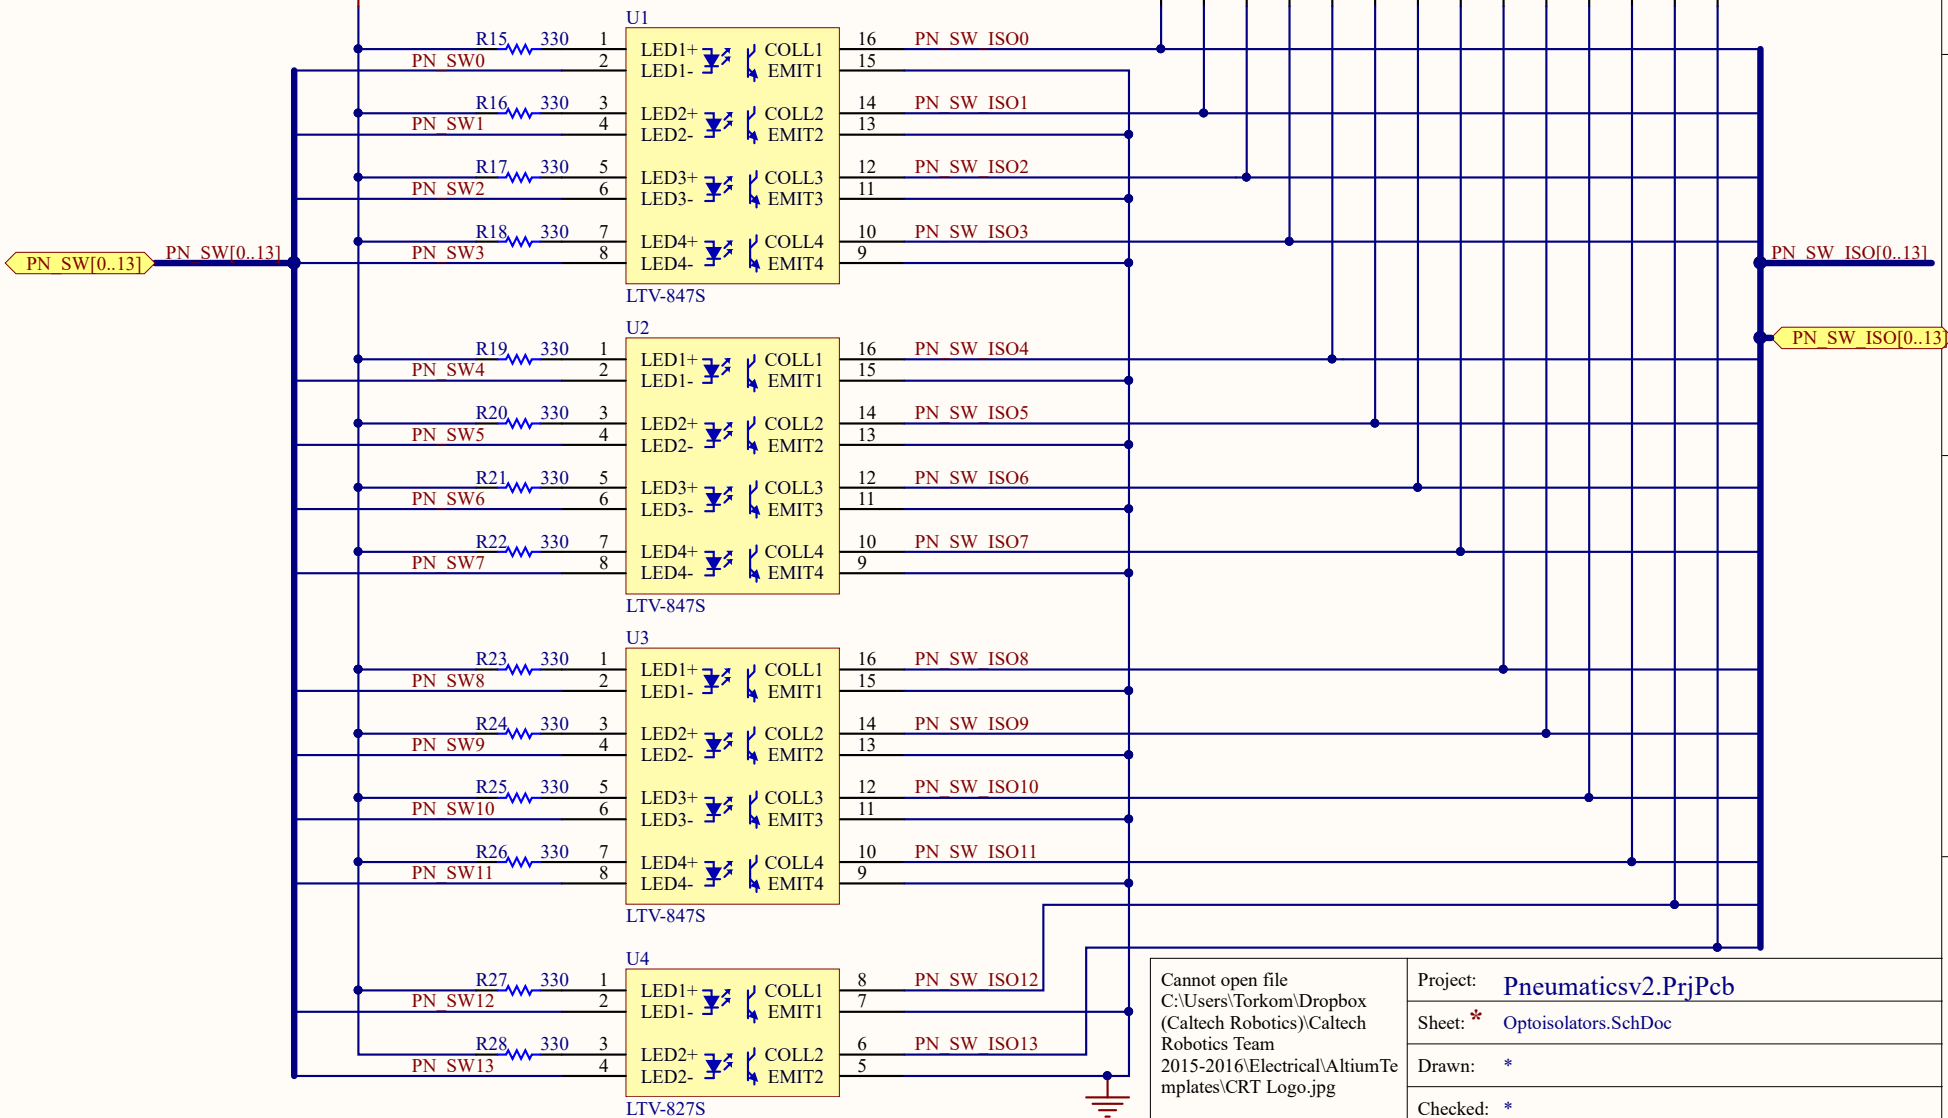 U1
R15 330 1 LED1+ COLL1 16 PN_SW_ISO0
PN_SW0 2 LED1- EMIT1 15
R16 330 3 LED2+ COLL2 14 PN_SW_ISO1
PN_SW1 4 LED2- EMIT2 13
R17 330 5 LED3+ COLL3 12 PN_SW_ISO2
PN_SW2 6 LED3- EMIT3 11
R18 330 7 LED4+ COLL4 10 PN_SW_ISO3
PN_SW3 8 LED4- EMIT4 9
PN_SW[0..13] PN_SW[0..13]
PN_SW_ISO[0..13]
LTV-847S
U2
PN_SW_ISO[0..13]
R19 330 1 LED1+ COLL1 16 PN_SW_ISO4
PN_SW4 2 LED1- EMIT1 15
R20 330 3 LED2+ COLL2 14 PN_SW_ISO5
PN_SW5 4 LED2- EMIT2 13
R21 330 5 LED3+ COLL3 12 PN_SW_ISO6
PN_SW6 6 LED3- EMIT3 11
R22 330 7 LED4+ COLL4 10 PN_SW_ISO7
PN_SW7 8 LED4- EMIT4 9
LTV-847S
U3
R23 330 1 LED1+ COLL1 16 PN_SW_ISO8
PN_SW8 2 LED1- EMIT1 15
R24 330 3 LED2+ COLL2 14 PN_SW_ISO9
PN_SW9 4 LED2- EMIT2 13
R25 330 5 LED3+ COLL3 12 PN_SW_ISO10
PN_SW10 6 LED3- EMIT3 11
R26 330 7 LED4+ COLL4 10 PN_SW_ISO11
PN_SW11 8 LED4- EMIT4 9
LTV-847S
U4
R27 330 1 LED1+ COLL1 8 PN_SW_ISO12
PN_SW12 2 LED1- EMIT1 7
R28 330 3 LED2+ COLL2 6 PN_SW_ISO13
PN_SW13 4 LED2- EMIT2 5
LTV-827S
Cannot open file
C:\Users\Torkom\Dropbox
(Caltech Robotics)\Caltech
Robotics Team
2015-2016\Electrical\AltiumTe
mplates\CRT Logo.jpg
Project: Pneumaticsv2.PrjPcb
Sheet: * Optoisolators.SchDoc
Drawn: *
Checked: *